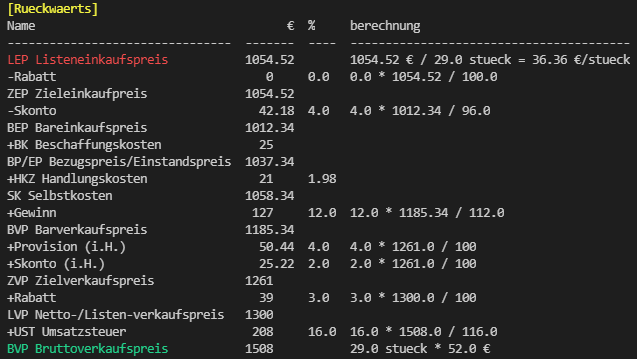 [Rueckwaerts]
Name € % berechnung
-------------------------------- ------- ---- ----------------------------------------
LEP Listeneinkaufspreis 1054.52 1054.52 € / 29.0 stueck = 36.36 €/stueck
-Rabatt 0 0.0 0.0 * 1054.52 / 100.0
ZEP Zieleinkaufpreis 1054.52
-Skonto 42.18 4.0 4.0 * 1012.34 / 96.0
BEP Bareinkaufspreis 1012.34
+BK Beschaffungskosten 25
BP/EP Bezugspreis/Einstandspreis 1037.34
+HKZ Handlungskosten 21 1.98
SK Selbstkosten 1058.34
+Gewinn 127 12.0 12.0 * 1185.34 / 112.0
BVP Barverkaufspreis 1185.34
+Provision (i.H.) 50.44 4.0 4.0 * 1261.0 / 100
+Skonto (i.H.) 25.22 2.0 2.0 * 1261.0 / 100
ZVP Zielverkaufspreis 1261
+Rabatt 39 3.0 3.0 * 1300.0 / 100
LVP Netto-/Listen-verkaufspreis 1300
+UST Umsatzsteuer 208 16.0 16.0 * 1508.0 / 116.0
BVP Bruttoverkaufspreis 1508 29.0 stueck * 52.0 €